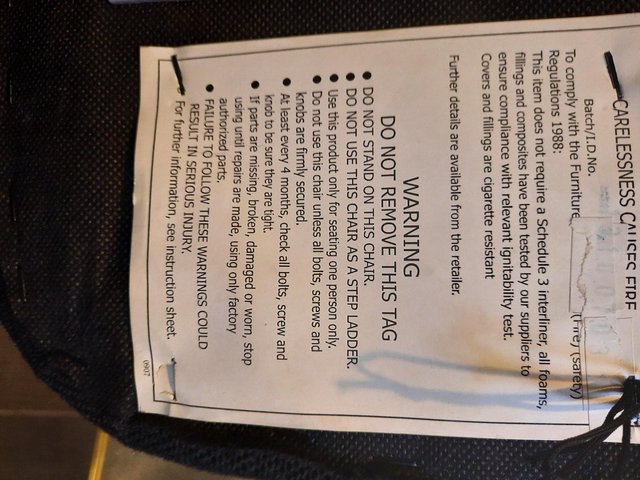 CARELESSNESS CAUSES FIRE
Batch/I.D.No.
To comply with the Furniture (Fire) (safety)
Regulations 1988:
This item does not require a Schedule 3 interliner, all foams,
fillings and composites have been tested by our suppliers to
ensure compliance with relevant ignitability test.
Covers and fillings are cigarette resistant
Further details are available from the retailer.
WARNING
DO NOT REMOVE THIS TAG
● DO NOT STAND ON THIS CHAIR.
● DO NOT USE THIS CHAIR AS A STEP LADDER.
● Use this product only for seating one person only.
● Do not use this chair unless all bolts, screws and
knobs are firmly secured.
● At least every 4 months, check all bolts, screw and
knob to be sure they are tight.
● If parts are missing, broken, damaged or worn, stop
using until repairs are made, using only factory
authorized parts.
● FAILURE TO FOLLOW THESE WARNINGS COULD
RESULT IN SERIOUS INJURY.
● For further information, see instruction sheet.
0907